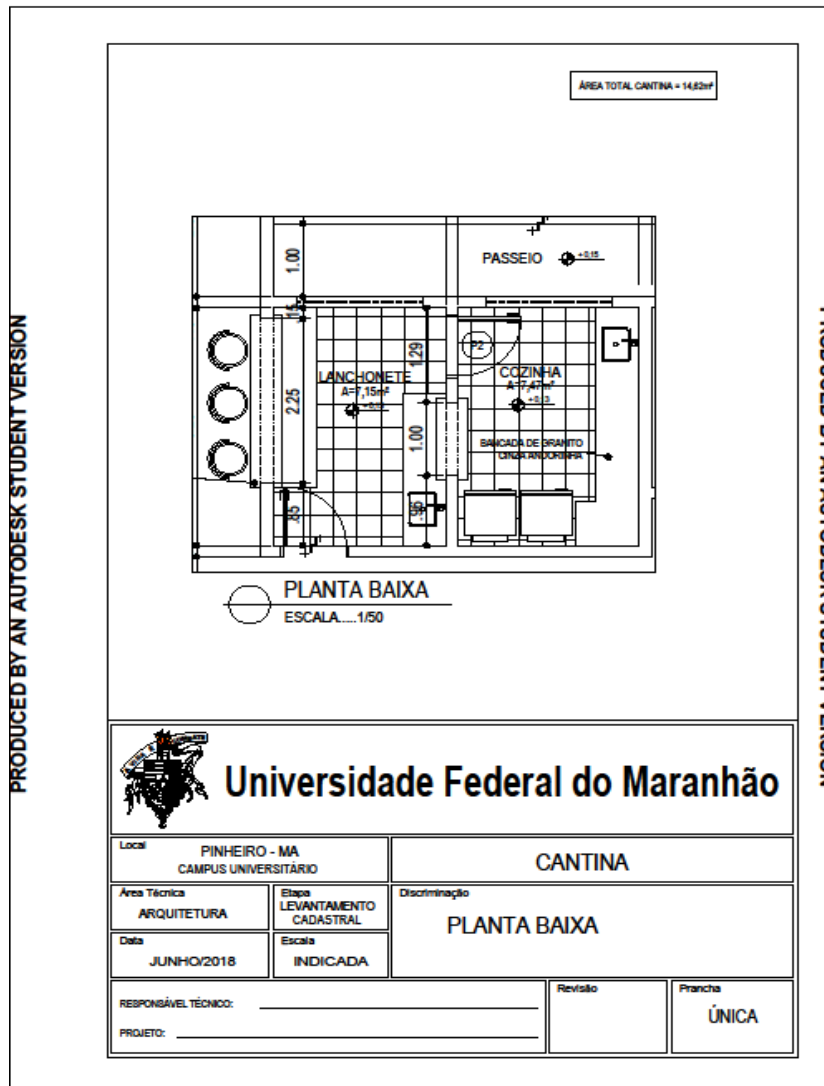 PRODUCED BY AN AUTODESK STUDENT VERSION
PRODUCED BY AN AUTODESK STUDENT VERSION
ÁREA TOTAL CANTINA = 14,62m²
1.00
PASSEIO
+0,15
.15
P2
1.29
LANCHONETE
A=7,15m²
COZINHA
A=7,47m²
2.25
1.00
BANCADA DE GRANITO
CINZA ANDORINHA
.85
.96
PLANTA BAIXA
ESCALA.....1/50
Universidade Federal do Maranhão
Local
PINHEIRO - MA
CAMPUS UNIVERSITÁRIO
CANTINA
Área Técnica
ARQUITETURA
Etapa
LEVANTAMENTO
CADASTRAL
Discriminação
PLANTA BAIXA
Data
JUNHO/2018
Escala
INDICADA
RESPONSÁVEL TÉCNICO:
PROJETO:
Revisão
Prancha
ÚNICA